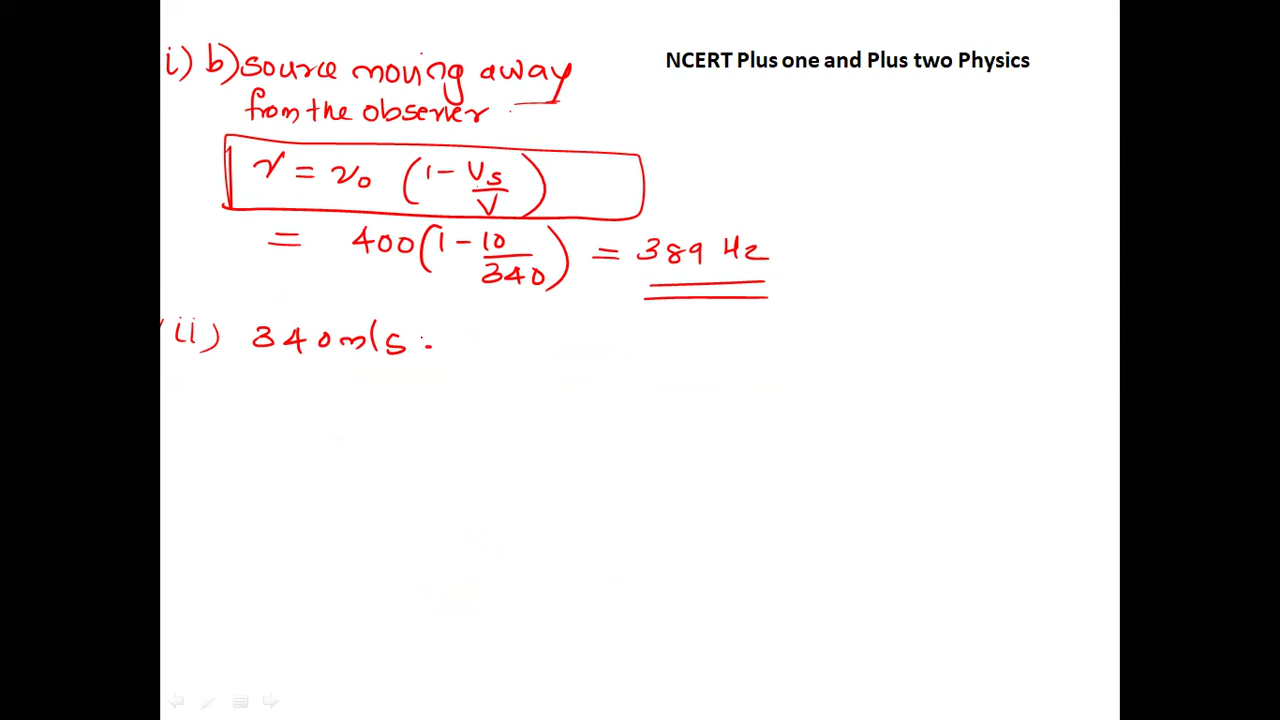 NCERT Plus one and Plus two Physics
i) b) source moving away
from the observer
ν = ν₀ (1 - Vs/V)
= 400 (1 - 10/340) = 389 Hz
ii) 340 m/s .